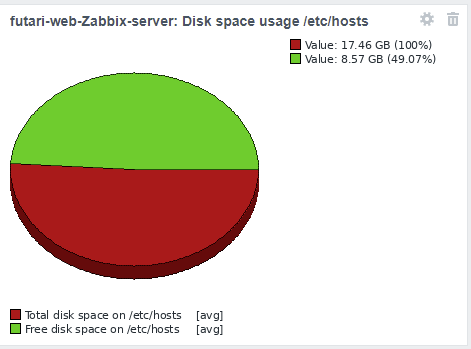 futari-web-Zabbix-server: Disk space usage /etc/hosts
Value: 17.46 GB (100%)
Value: 8.57 GB (49.07%)
Total disk space on /etc/hosts [avg]
Free disk space on /etc/hosts [avg]